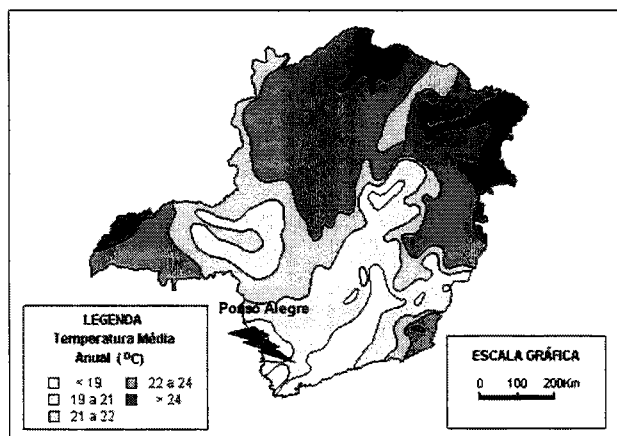 Pouso Alegre
LEGENDA
Temperatura Média
Anual (ºC)
< 19
22 a 24
19 a 21
> 24
21 a 22
ESCALA GRÁFICA
0 100 200Km